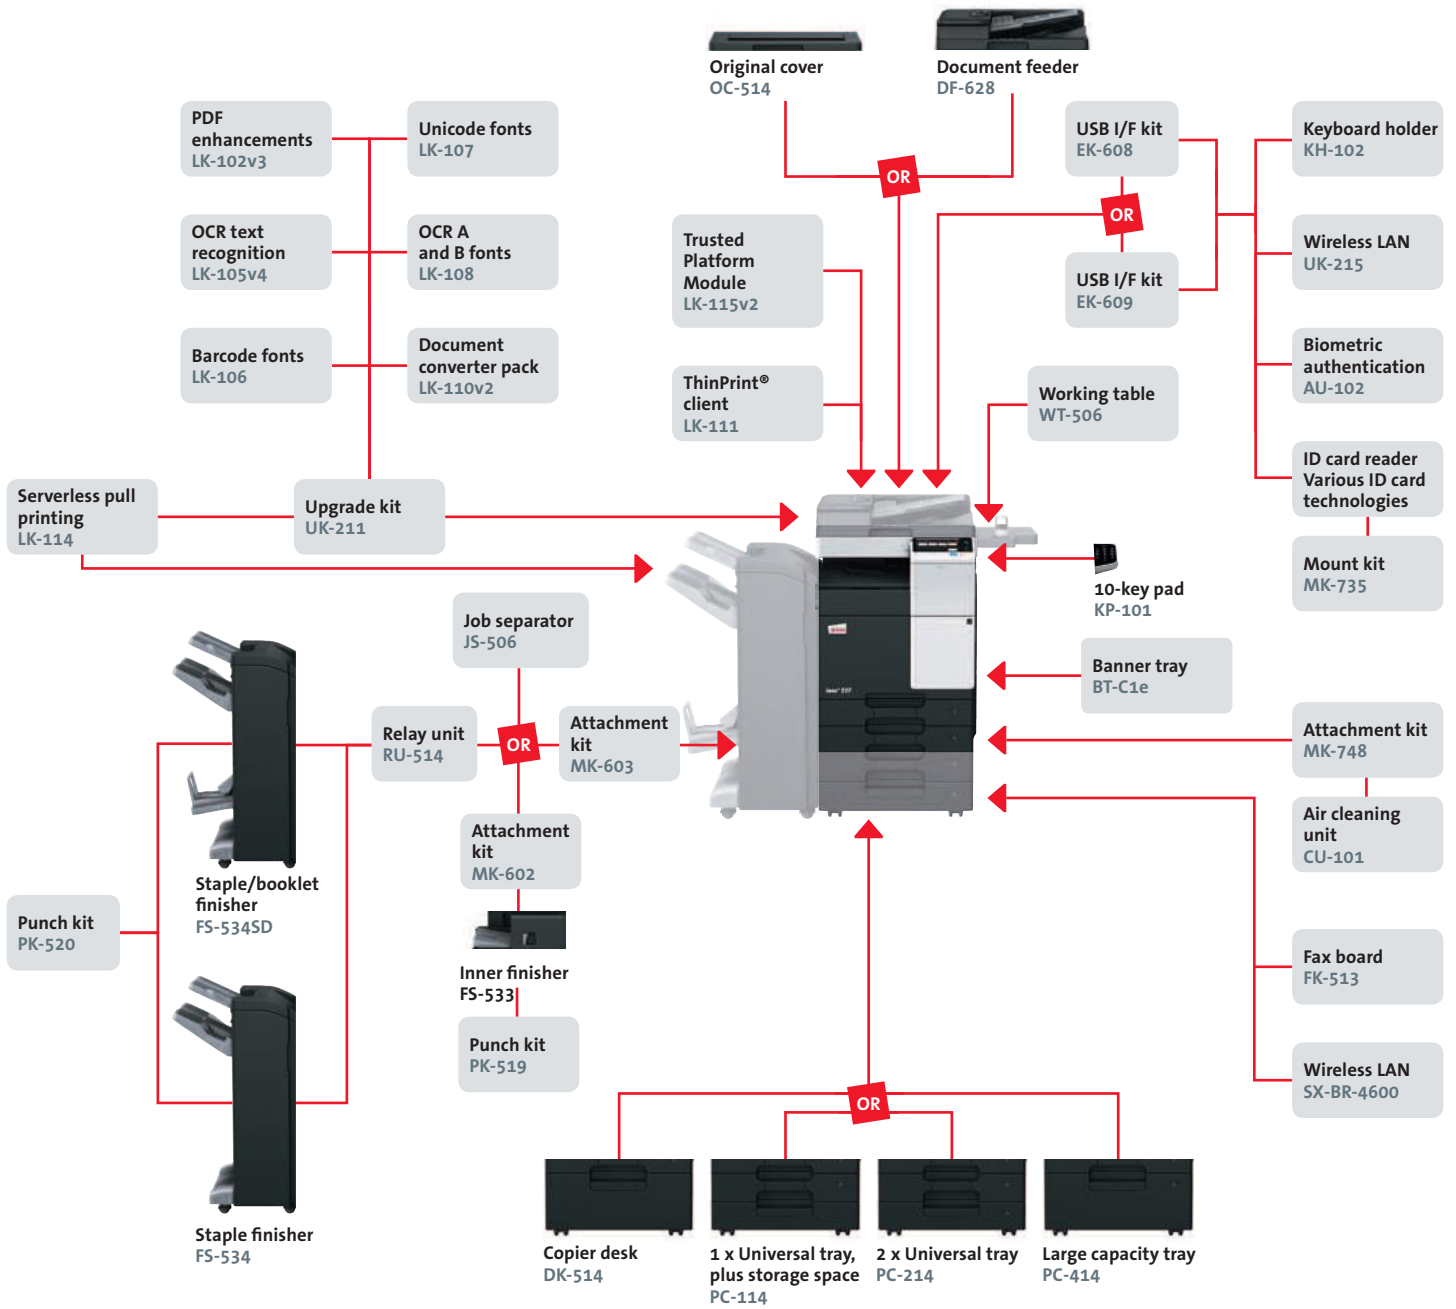 Original cover
OC-514
Document feeder
DF-628
PDF
enhancements
LK-102v3
Unicode fonts
LK-107
USB I/F kit
EK-608
Keyboard holder
KH-102
OR
OR
OCR text
recognition
LK-105v4
OCR A
and B fonts
LK-108
Trusted
Platform
Module
LK-115v2
Wireless LAN
UK-215
USB I/F kit
EK-609
Barcode fonts
LK-106
Document
converter pack
LK-110v2
ThinPrint®
client
LK-111
Working table
WT-506
Biometric
authentication
AU-102
ID card reader
Various ID card
technologies
Serverless pull
printing
LK-114
Upgrade kit
UK-211
Mount kit
MK-735
10-key pad
KP-101
Job separator
JS-506
Banner tray
BT-C1e
Relay unit
RU-514
OR
Attachment
kit
MK-603
Attachment kit
MK-748
Attachment
kit
MK-602
Air cleaning
unit
CU-101
Staple/booklet
finisher
FS-534SD
Punch kit
PK-520
Inner finisher
FS-533
Fax board
FK-513
Punch kit
PK-519
Wireless LAN
SX-BR-4600
OR
Staple finisher
FS-534
Copier desk
DK-514
1 x Universal tray,
plus storage space
PC-114
2 x Universal tray
PC-214
Large capacity tray
PC-414